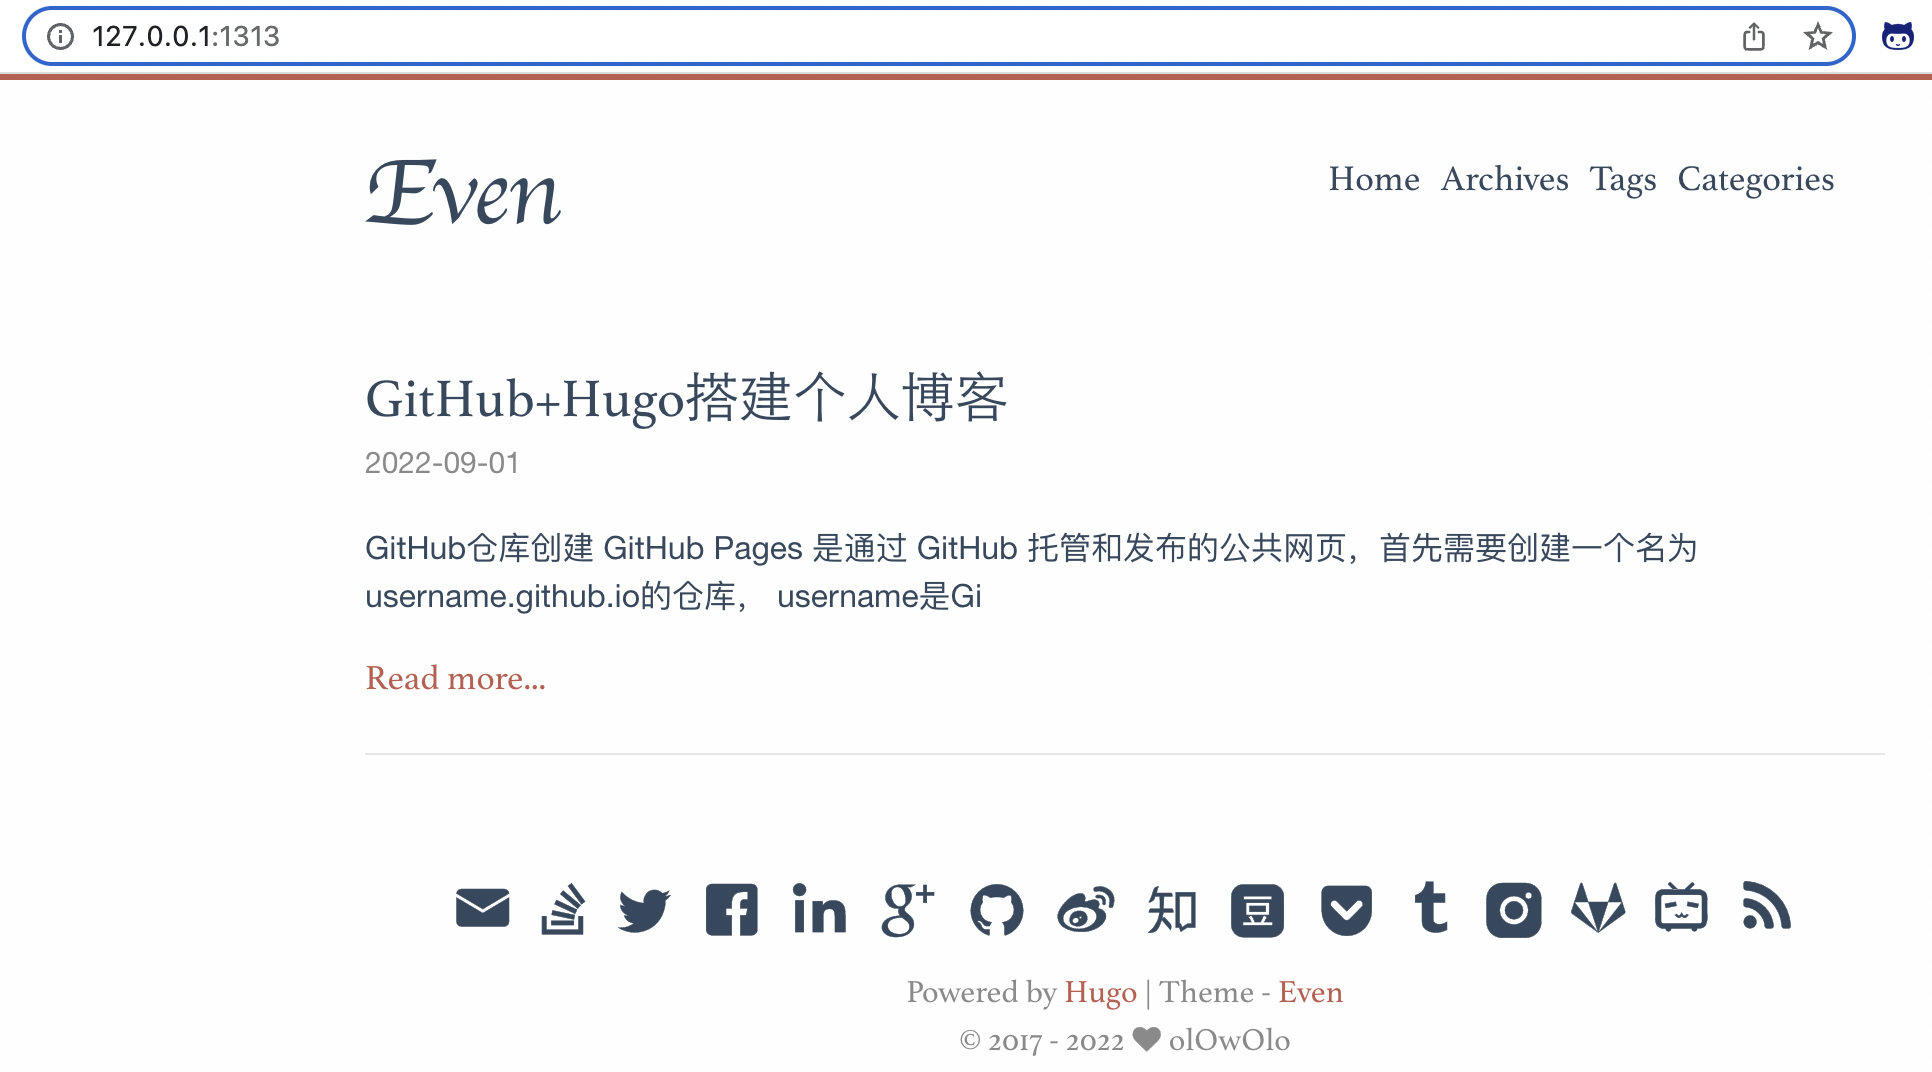 127.0.0.1:1313
Even
Home Archives Tags Categories
GitHub+Hugo搭建个人博客
2022-09-01
GitHub仓库创建 GitHub Pages 是通过 GitHub 托管和发布的公共网页，首先需要创建一个名为
username.github.io的仓库， username是Gi
Read more...
in g+ 知 豆 t
Powered by Hugo | Theme - Even
© 2017 - 2022 ♥ olOwOlo